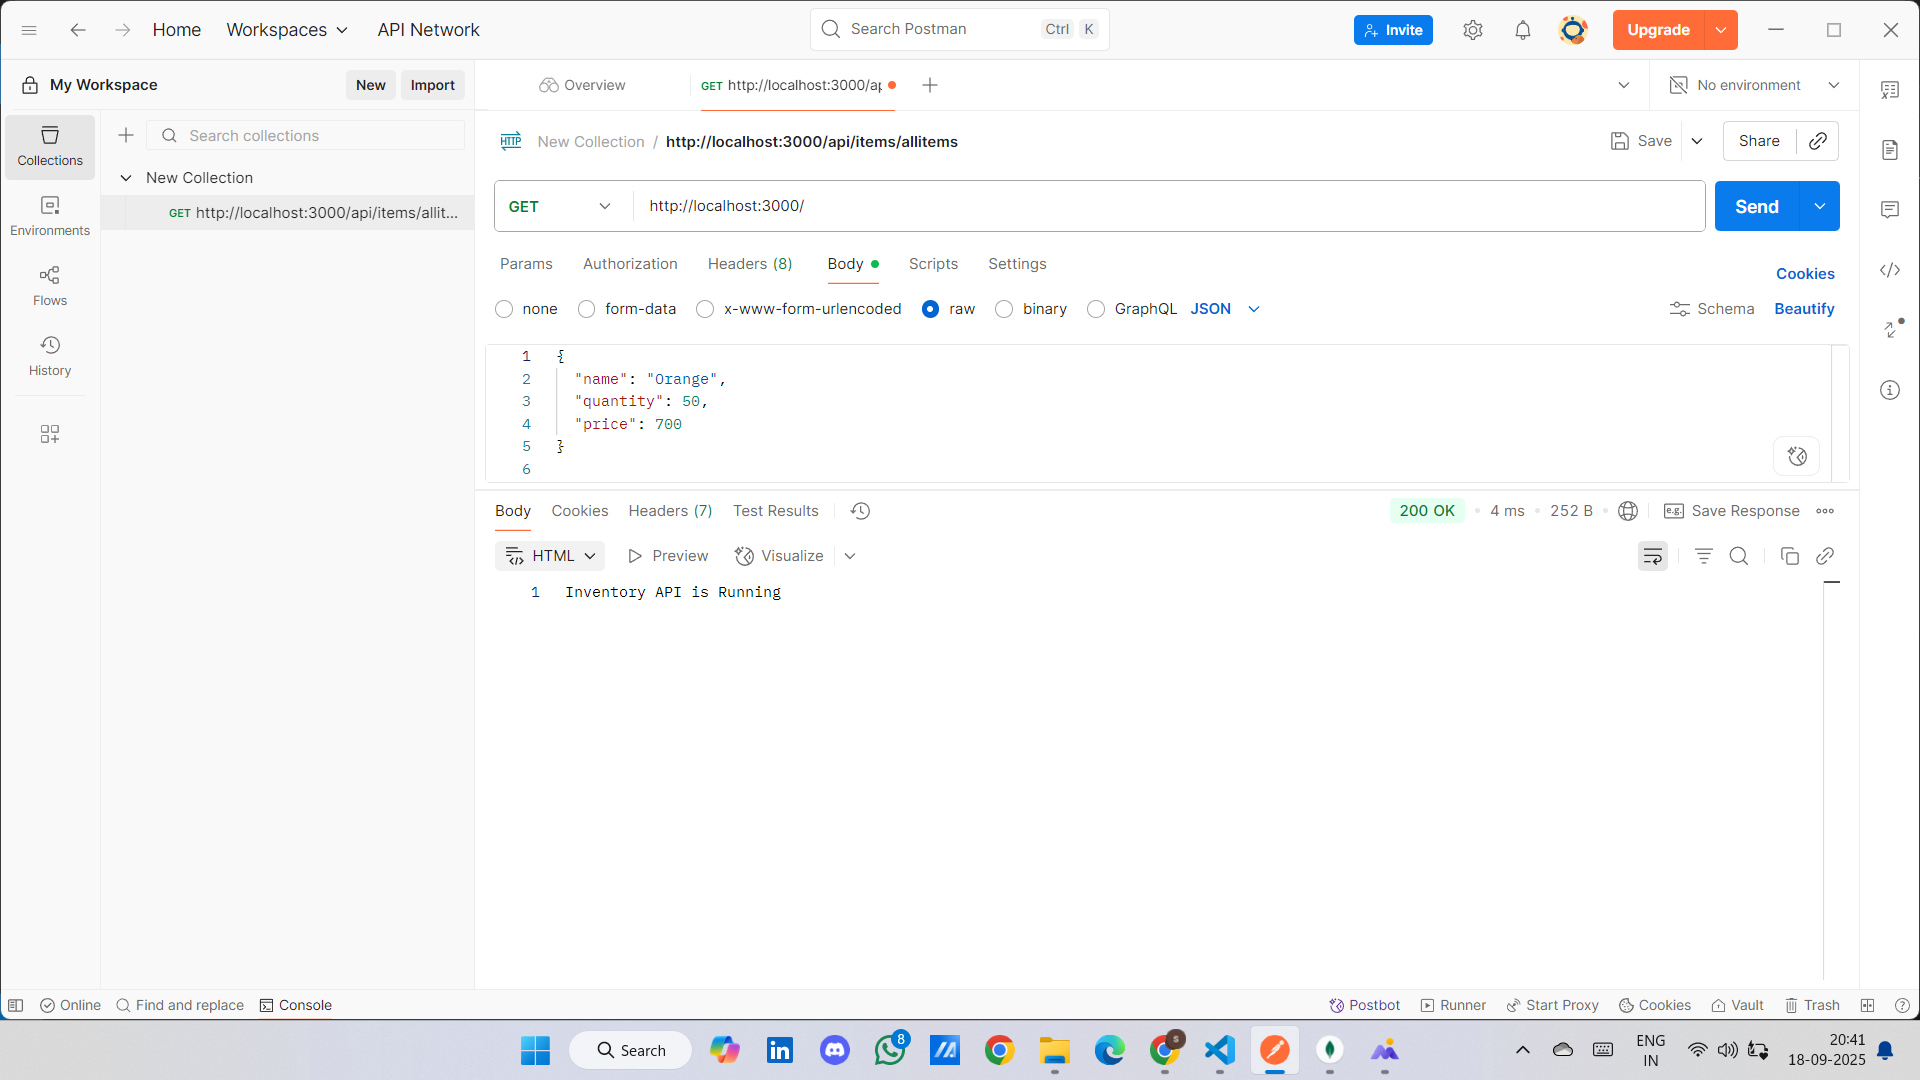 Home
Workspaces
API Network
Search Postman
Ctrl K
Invite
Upgrade
My Workspace
New
Import
Overview
GET http://localhost:3000/ap
No environment
Collections
Environments
Flows
History
Search collections
New Collection
GET http://localhost:3000/api/items/allit...
HTTP New Collection / http://localhost:3000/api/items/allitems
Save
Share
GET
http://localhost:3000/
Send
Params
Authorization
Headers (8)
Body
Scripts
Settings
Cookies
none
form-data
x-www-form-urlencoded
raw
binary
GraphQL
JSON
Schema
Beautify
1 {
2 "name": "Orange",
3 "quantity": 50,
4 "price": 700
5 }
6
Body
Cookies
Headers (7)
Test Results
200 OK
4 ms
252 B
e.g. Save Response
HTML
Preview
Visualize
1 Inventory API is Running
Online
Find and replace
Console
Postbot
Runner
Start Proxy
Cookies
Vault
Trash
Search
8
S
ENG
IN
20:41
18-09-2025